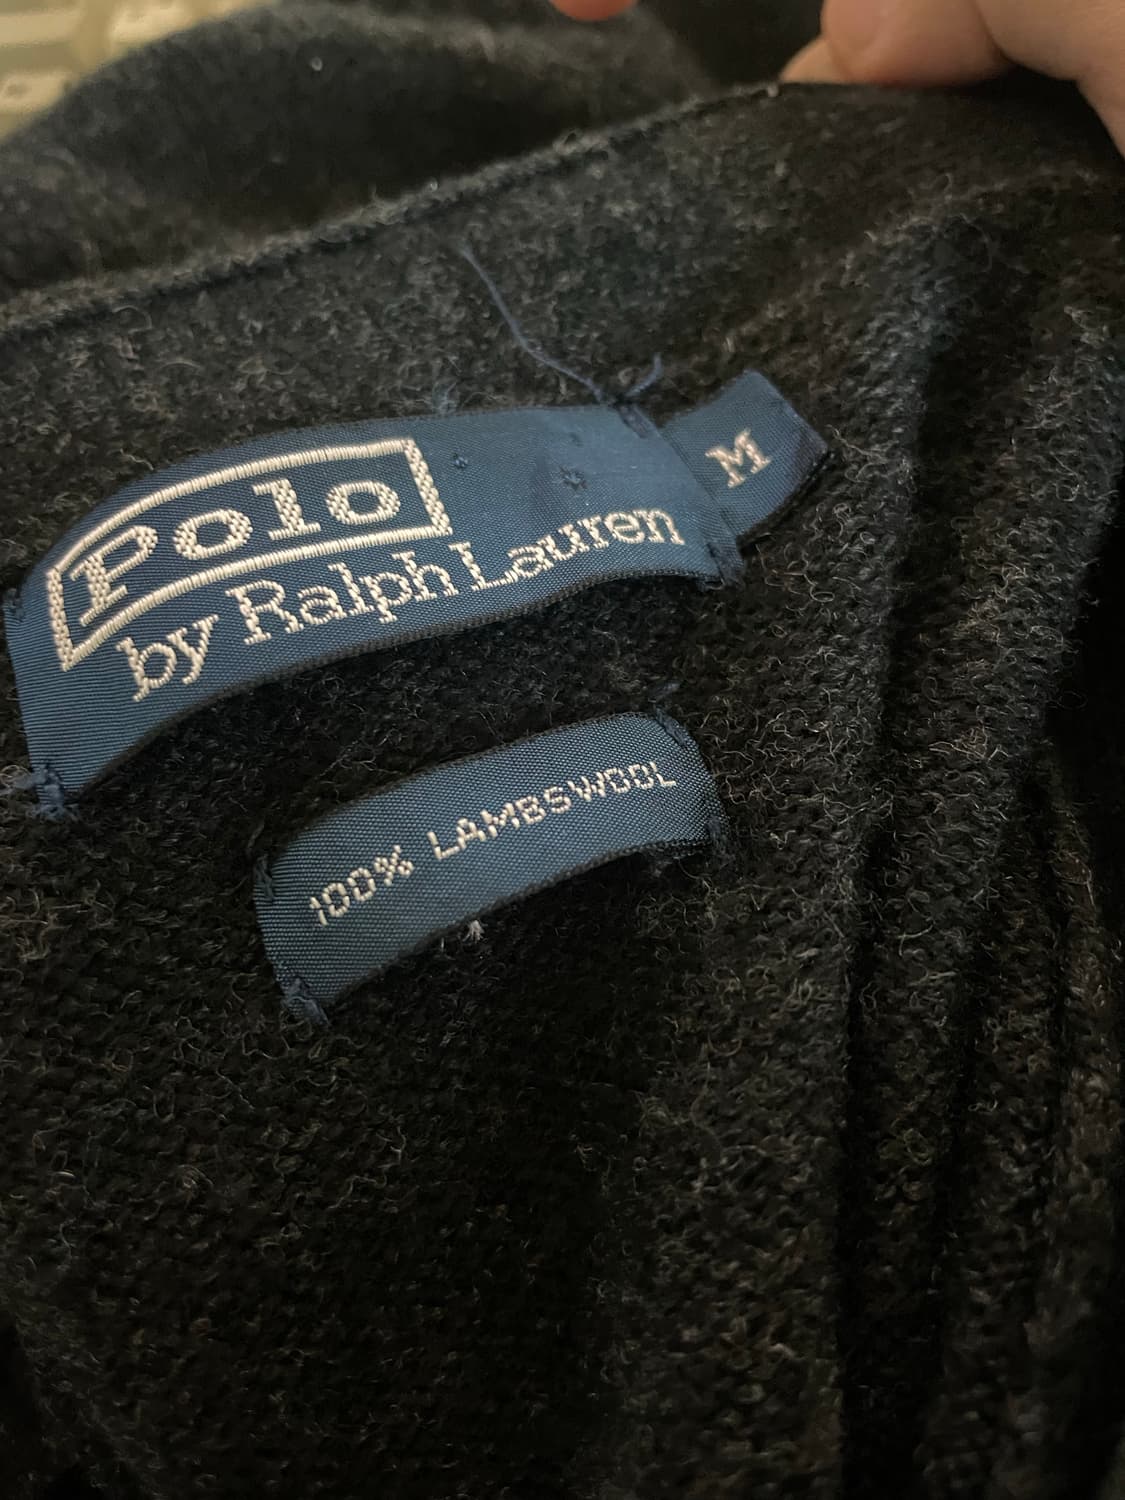 Polo
by Ralph Lauren
M
100% LAMBSWOOL